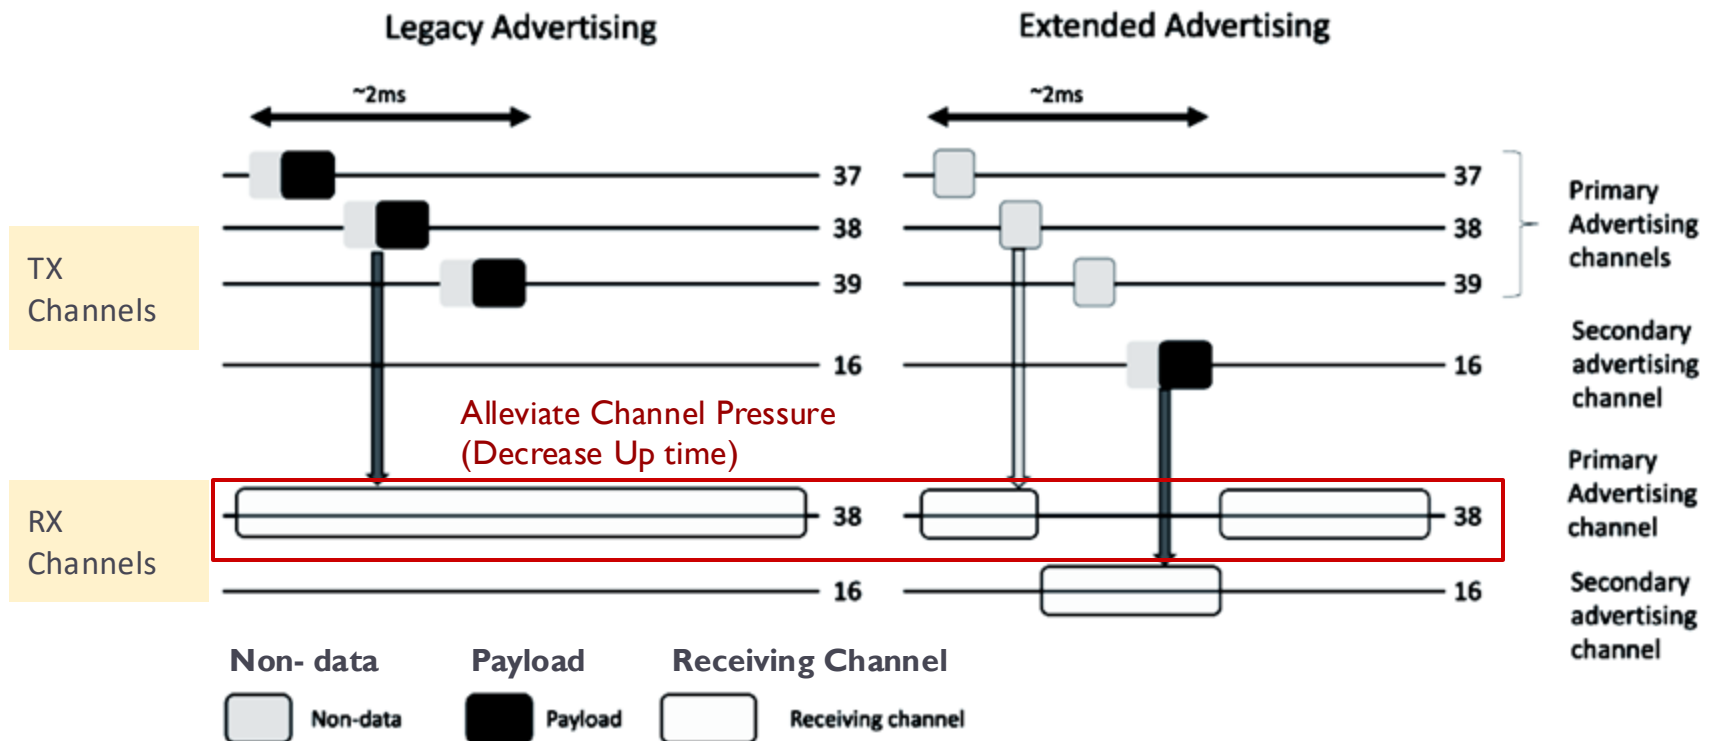 Legacy Advertising
Extended Advertising
~2ms
~2ms
37
37
38
38
39
39
16
16
TX
Channels
Primary
Advertising
channels
Secondary
advertising
channel
Alleviate Channel Pressure
(Decrease Up time)
RX
Channels
38
38
16
16
Primary
Advertising
channel
Secondary
advertising
channel
Non- data
Payload
Receiving Channel
Non-data
Payload
Receiving channel